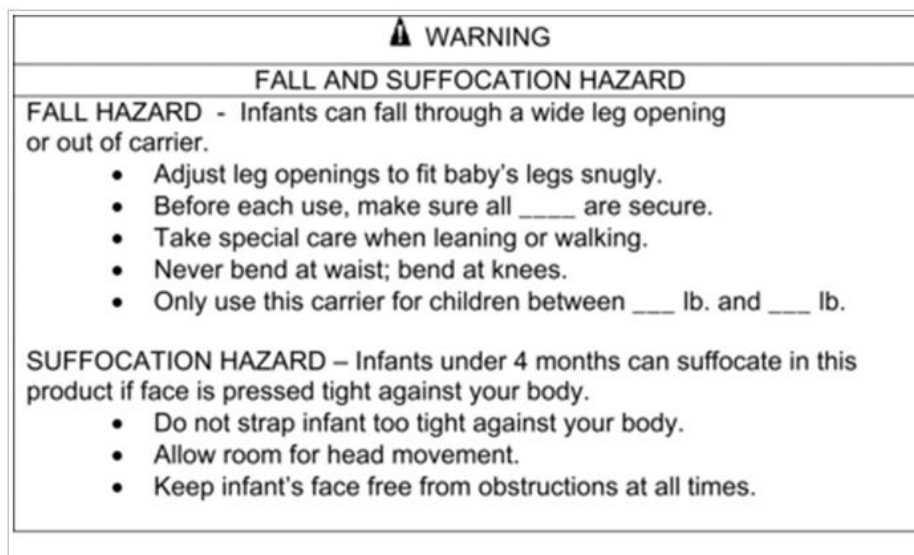 ⚠ WARNING
FALL AND SUFFOCATION HAZARD
FALL HAZARD - Infants can fall through a wide leg opening
or out of carrier.
• Adjust leg openings to fit baby's legs snugly.
• Before each use, make sure all ____ are secure.
• Take special care when leaning or walking.
• Never bend at waist; bend at knees.
• Only use this carrier for children between ___ lb. and ___ lb.
SUFFOCATION HAZARD – Infants under 4 months can suffocate in this
product if face is pressed tight against your body.
• Do not strap infant too tight against your body.
• Allow room for head movement.
• Keep infant's face free from obstructions at all times.